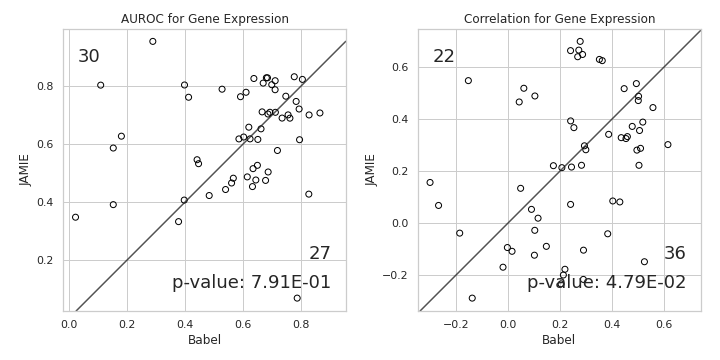 AUROC for Gene Expression
30
27
p-value: 7.91E-01
JAMIE
0.8
0.6
0.4
0.2
0.0 0.2 0.4 0.6 0.8
Babel
Correlation for Gene Expression
22
36
p-value: 4.79E-02
JAMIE
0.6
0.4
0.2
0.0
−0.2
−0.2 0.0 0.2 0.4 0.6
Babel